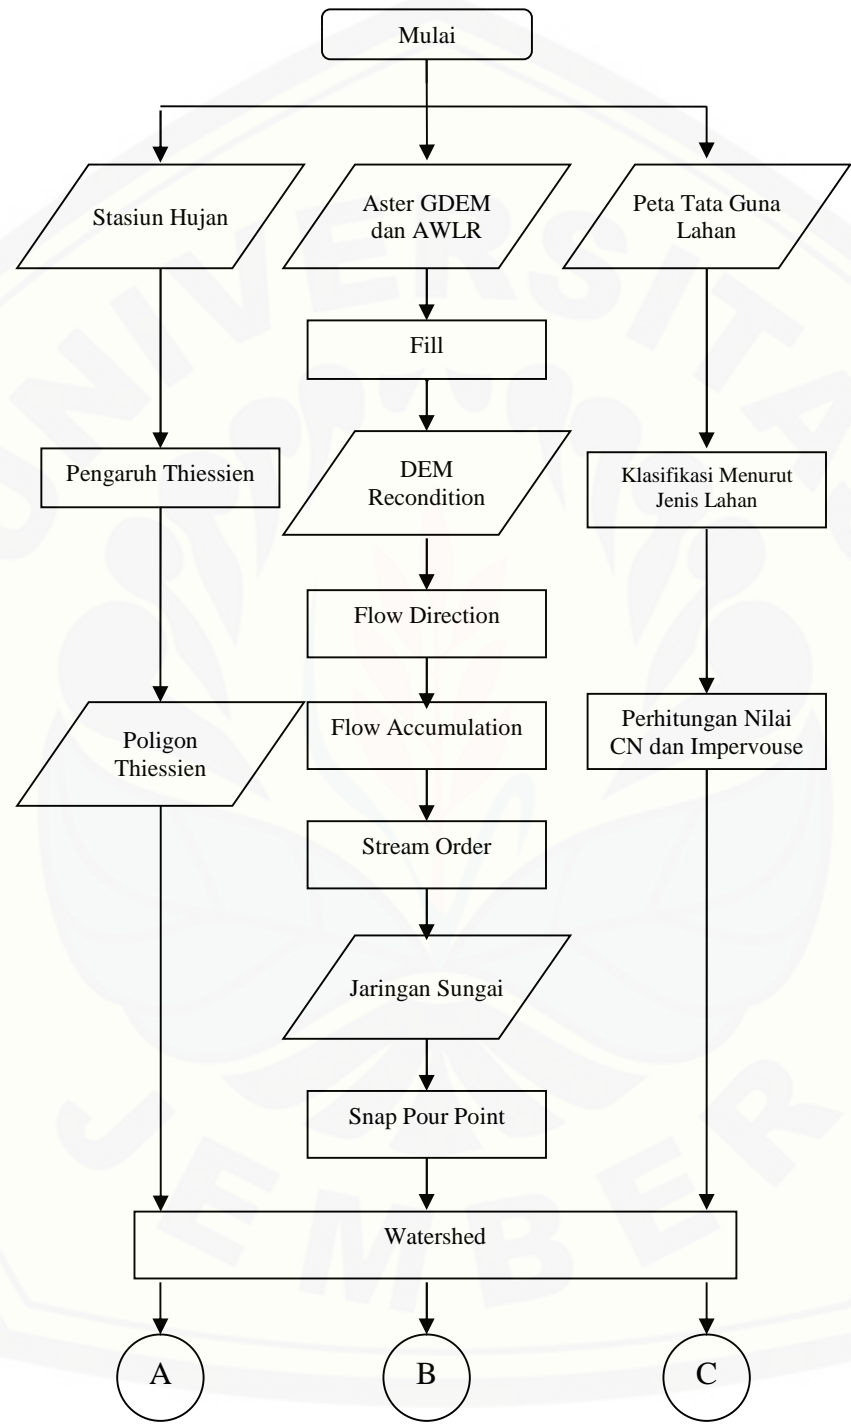 Mulai
Stasiun Hujan
Aster GDEM
dan AWLR
Peta Tata Guna
Lahan
Fill
Pengaruh Thiessien
DEM
Recondition
Klasifikasi Menurut
Jenis Lahan
Flow Direction
Poligon
Thiessien
Flow Accumulation
Perhitungan Nilai
CN dan Impervouse
Stream Order
Jaringan Sungai
Snap Pour Point
Watershed
A
B
C
UNIVERSITAS
JEMBER